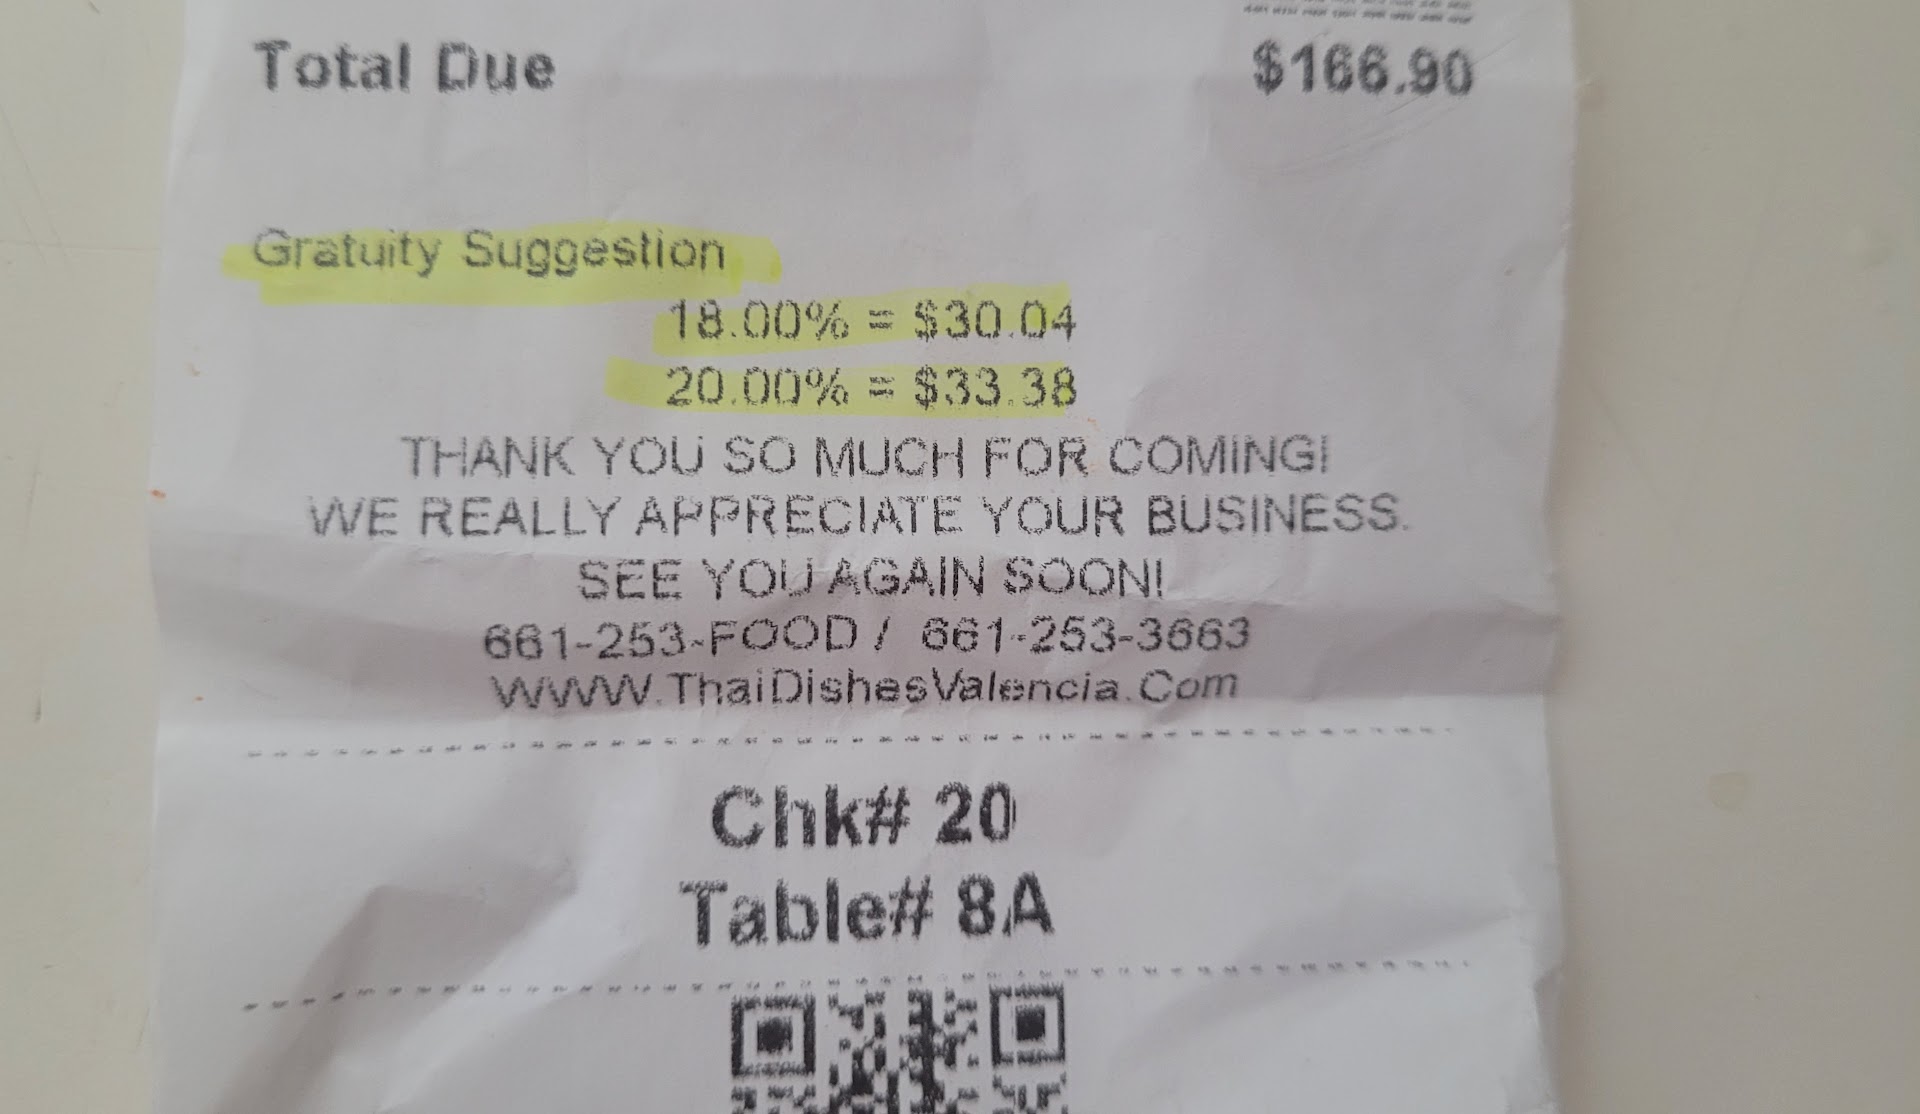 Total Due $166.90
Gratuity Suggestion
18.00% = $30.04
20.00% = $33.38
THANK YOU SO MUCH FOR COMING!
WE REALLY APPRECIATE YOUR BUSINESS.
SEE YOU AGAIN SOON!
661-253-FOOD / 661-253-3663
WWW.ThaiDishesValencia.Com
Chk# 20
Table# 8A